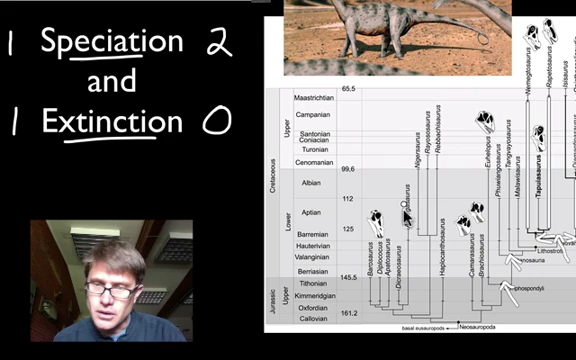 1 Speciation 2
and
1 Extinction 0
65,5
Maastrichtian
Campanian
Santonian
Coniacian
Turonian
Cenomanian
99,6
Albian
112
Aptian
125
Barremian
Hauterivian
Valanginian
Berriasian
145,5
Tithonian
Kimmeridgian
Oxfordian
161,2
Callovian
Cretaceous
Upper
Lower
Jurassic
Upper
Barosaurus
Diplodocus
Apatosaurus
Dicraeosaurus
Nigersaurus
Rayososaurus
Rebbachisaurus
Haplocanthosaurus
Camarasaurus
Brachiosaurus
Euhelopus
Phuwiangosaurus
Tangvayosaurus
Malawisaurus
Tapuiasaurus
Nemegtosaurus
Rapetosaurus
Isisaurus
basal eusauropods
Neosauropoda